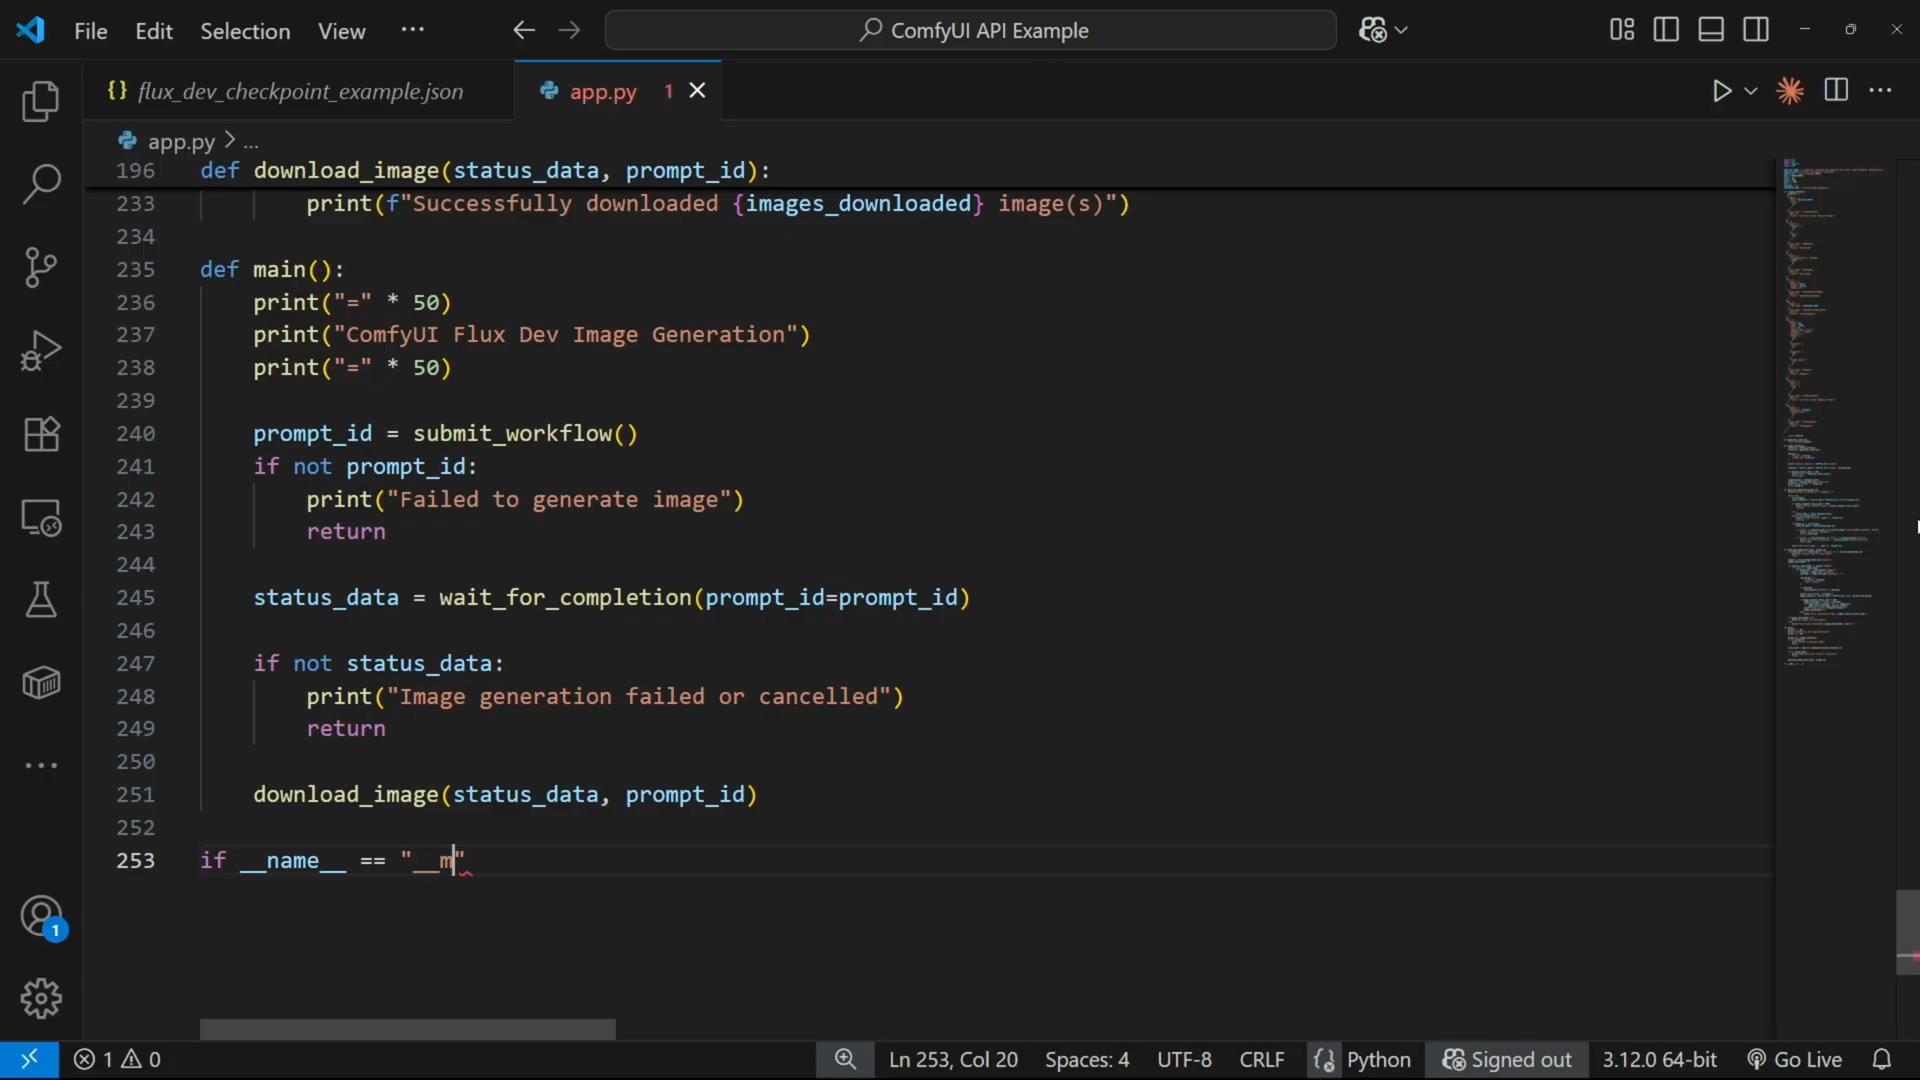 File Edit Selection View ··· ComfyUI API Example
{} flux_dev_checkpoint_example.json app.py 1
app.py > ...
196 def download_image(status_data, prompt_id):
233 print(f"Successfully downloaded {images_downloaded} image(s)")
234
235 def main():
236 print("=" * 50)
237 print("ComfyUI Flux Dev Image Generation")
238 print("=" * 50)
239
240 prompt_id = submit_workflow()
241 if not prompt_id:
242 print("Failed to generate image")
243 return
244
245 status_data = wait_for_completion(prompt_id=prompt_id)
246
247 if not status_data:
248 print("Image generation failed or cancelled")
249 return
250
251 download_image(status_data, prompt_id)
252
253 if __name__ == "__m"
1
1 0 Ln 253, Col 20 Spaces: 4 UTF-8 CRLF Python Signed out 3.12.0 64-bit Go Live